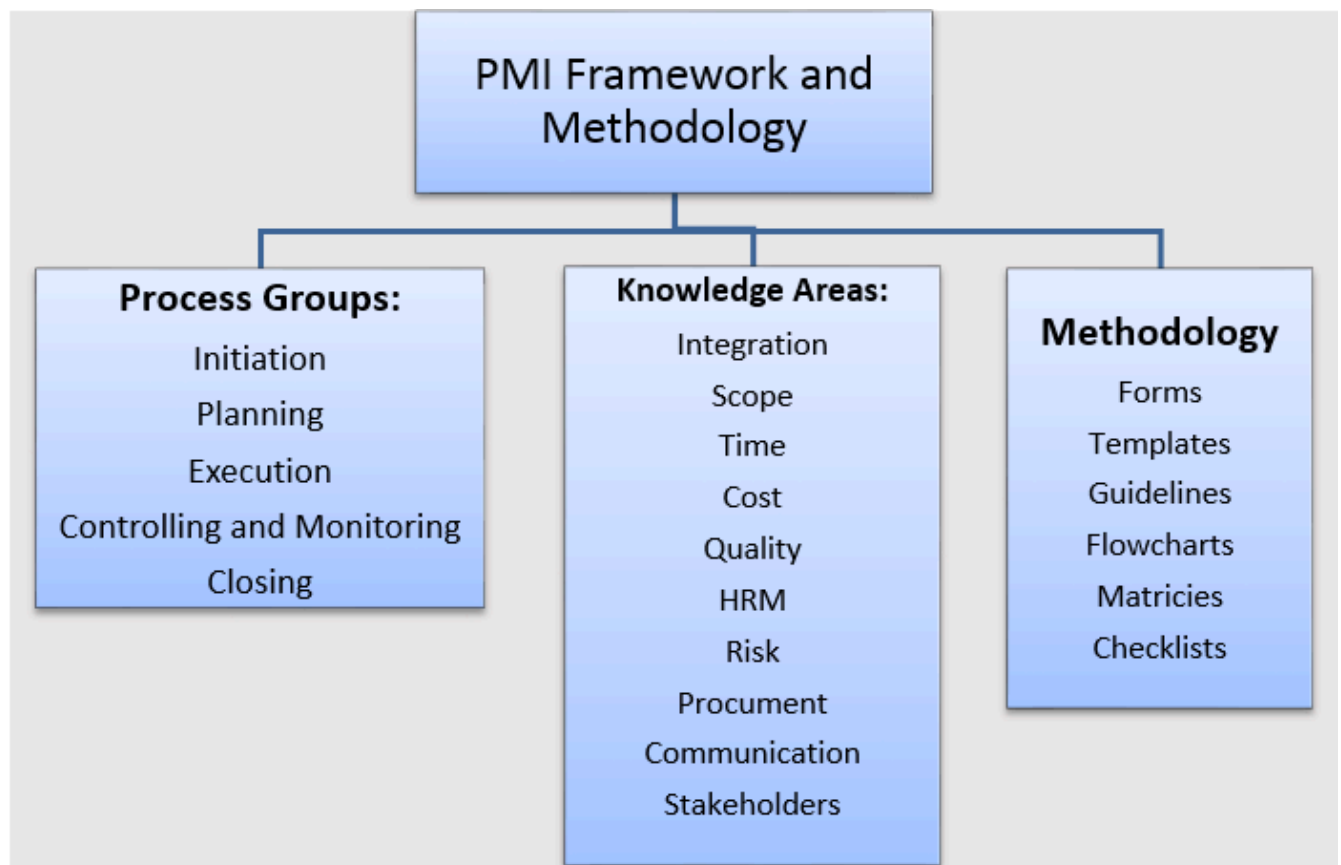 PMI Framework and
Methodology
Process Groups:
Initiation
Planning
Execution
Controlling and Monitoring
Closing
Knowledge Areas:
Integration
Scope
Time
Cost
Quality
HRM
Risk
Procument
Communication
Stakeholders
Methodology
Forms
Templates
Guidelines
Flowcharts
Matricies
Checklists